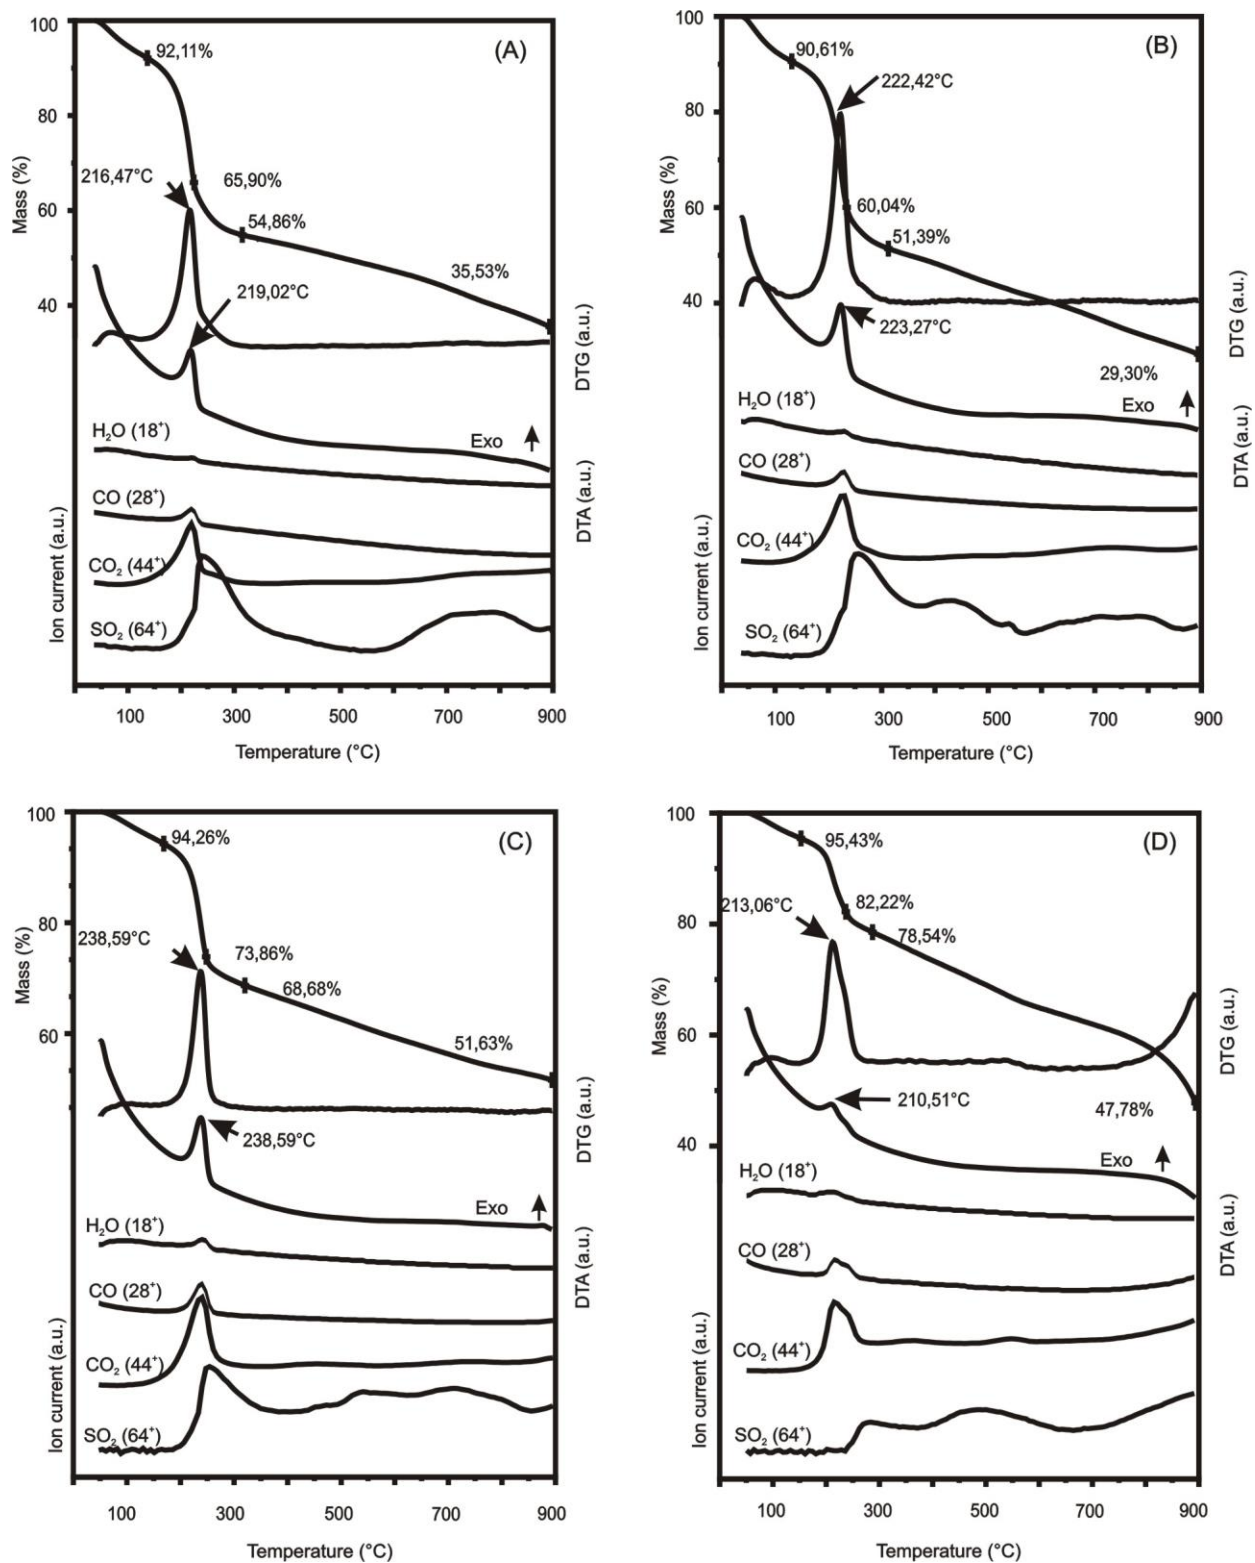 (A)
100
80
60
40
Mass (%)
92,11%
216,47°C
65,90%
54,86%
35,53%
219,02°C
DTG (a.u.)
Exo
H₂O (18⁺)
CO (28⁺)
CO₂ (44⁺)
SO₂ (64⁺)
Ion current (a.u.)
DTA (a.u.)
100 300 500 700 900
Temperature (°C)
(B)
100
80
60
40
Mass (%)
90,61%
222,42°C
60,04%
51,39%
223,27°C
29,30%
DTG (a.u.)
Exo
H₂O (18⁺)
CO (28⁺)
CO₂ (44⁺)
SO₂ (64⁺)
Ion current (a.u.)
DTA (a.u.)
100 300 500 700 900
Temperature (°C)
(C)
100
80
60
Mass (%)
94,26%
238,59°C
73,86%
68,68%
51,63%
238,59°C
DTG (a.u.)
Exo
H₂O (18⁺)
CO (28⁺)
CO₂ (44⁺)
SO₂ (64⁺)
Ion current (a.u.)
DTA (a.u.)
100 300 500 700 900
Temperature (°C)
(D)
100
80
60
40
Mass (%)
95,43%
213,06°C
82,22%
78,54%
210,51°C
47,78%
DTG (a.u.)
Exo
H₂O (18⁺)
CO (28⁺)
CO₂ (44⁺)
SO₂ (64⁺)
Ion current (a.u.)
DTA (a.u.)
100 300 500 700 900
Temperature (°C)